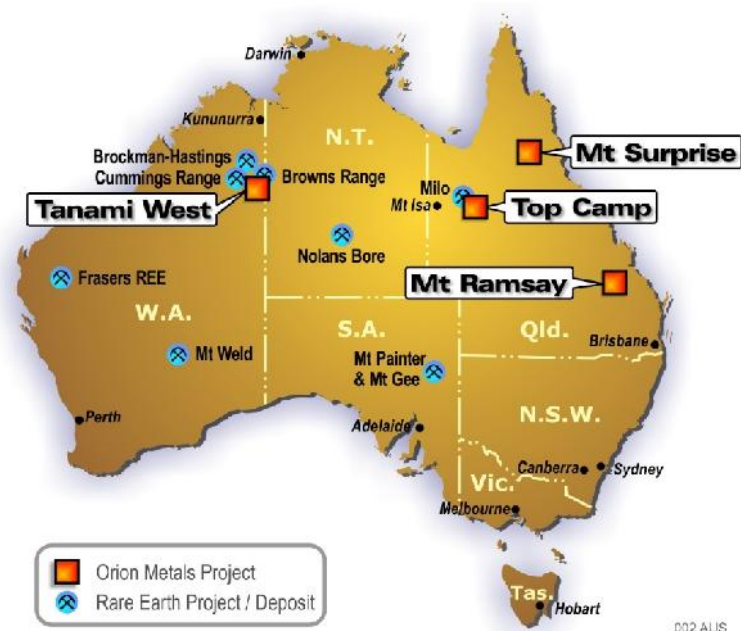 Darwin
Kununurra
N.T.
Brockman-Hastings
Cummings Range
Browns Range
Tanami West
Mt Surprise
Milo
Mt Isa
Top Camp
Nolans Bore
Frasers REE
Mt Ramsay
W.A.
S.A.
Qld.
Brisbane
Mt Weld
Mt Painter
& Mt Gee
N.S.W.
Perth
Adelaide
Canberra
Sydney
Vic.
Melbourne
Orion Metals Project
Rare Earth Project / Deposit
Tas.
Hobart
002 AUS